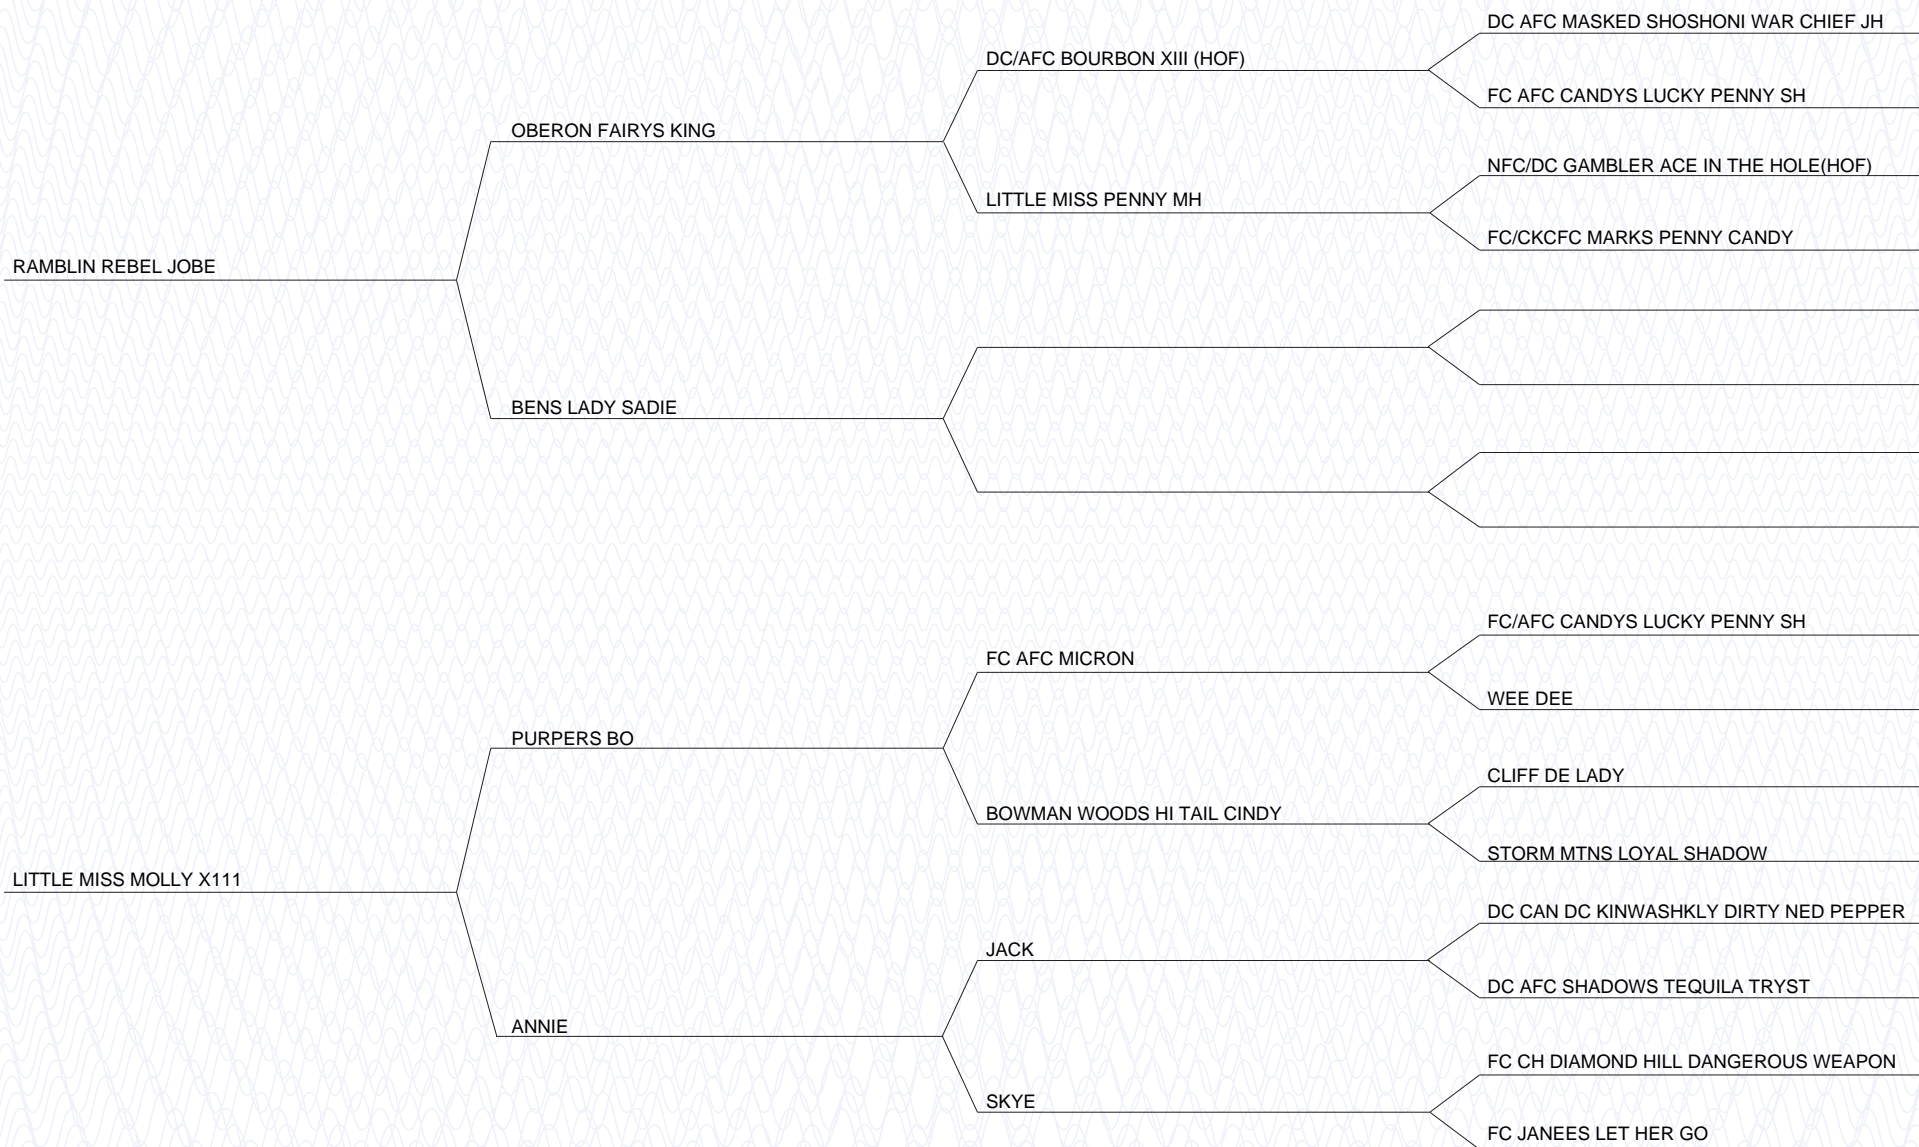 DC AFC MASKED SHOSHONI WAR CHIEF JH
DC/AFC BOURBON XIII (HOF)
FC AFC CANDYS LUCKY PENNY SH
OBERON FAIRYS KING
NFC/DC GAMBLER ACE IN THE HOLE(HOF)
LITTLE MISS PENNY MH
FC/CKCFC MARKS PENNY CANDY
RAMBLIN REBEL JOBE
BENS LADY SADIE
FC/AFC CANDYS LUCKY PENNY SH
FC AFC MICRON
WEE DEE
PURPERS BO
CLIFF DE LADY
BOWMAN WOODS HI TAIL CINDY
STORM MTNS LOYAL SHADOW
LITTLE MISS MOLLY X111
DC CAN DC KINWASHKLY DIRTY NED PEPPER
JACK
DC AFC SHADOWS TEQUILA TRYST
ANNIE
FC CH DIAMOND HILL DANGEROUS WEAPON
SKYE
FC JANEES LET HER GO